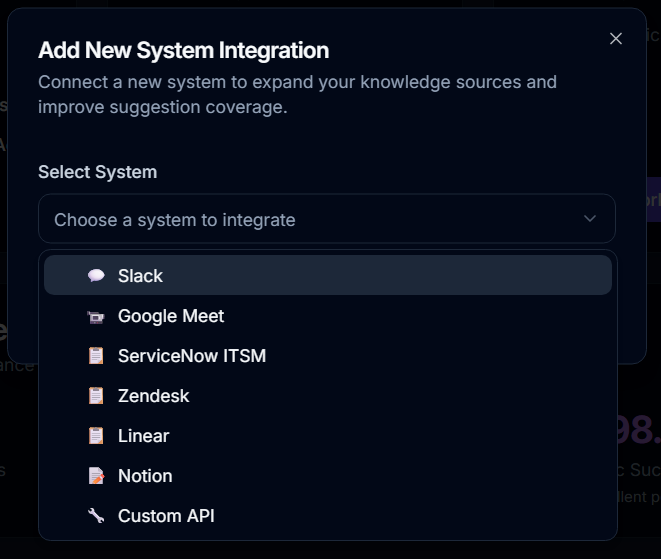 Add New System Integration
Connect a new system to expand your knowledge sources and
improve suggestion coverage.
Select System
Choose a system to integrate
Slack
Google Meet
ServiceNow ITSM
Zendesk
Linear
Notion
Custom API
98.